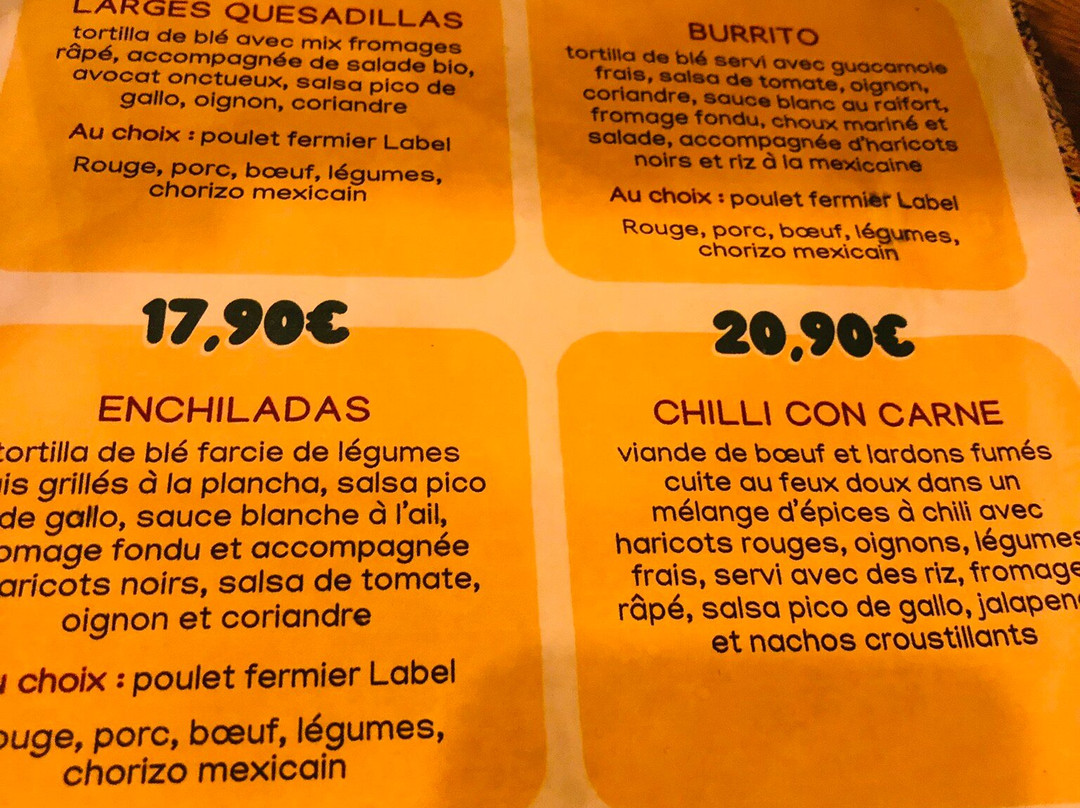 LARGES QUESADILLAS
tortilla de blé avec mix fromages
râpé, accompagnée de salade bio,
avocat onctueux, salsa pico de
gallo, oignon, coriandre
Au choix : poulet fermier Label
Rouge, porc, bœuf, légumes,
chorizo mexicain
BURRITO
tortilla de blé servi avec guacamole
frais, salsa de tomate, oignon,
coriandre, sauce blanc au raifort,
fromage fondu, choux mariné et
salade, accompagnée d'haricots
noirs et riz à la mexicaine
Au choix : poulet fermier Label
Rouge, porc, bœuf, légumes,
chorizo mexicain
17,90€
ENCHILADAS
tortilla de blé farcie de légumes
grillés à la plancha, salsa pico
de gallo, sauce blanche à l'ail,
fondu et accompagnée
noirs, salsa de tomate,
oignon et coriandre
choix : poulet fermier Label
porc, bœuf, légumes,
chorizo mexicain
20,90€
CHILLI CON CARNE
viande de bœuf et lardons fumés
cuite au feux doux dans un
mélange d'épices à chili avec
haricots rouges, oignons, légumes
frais, servi avec des riz, fromage
râpé, salsa pico de gallo,
et nachos croustillants